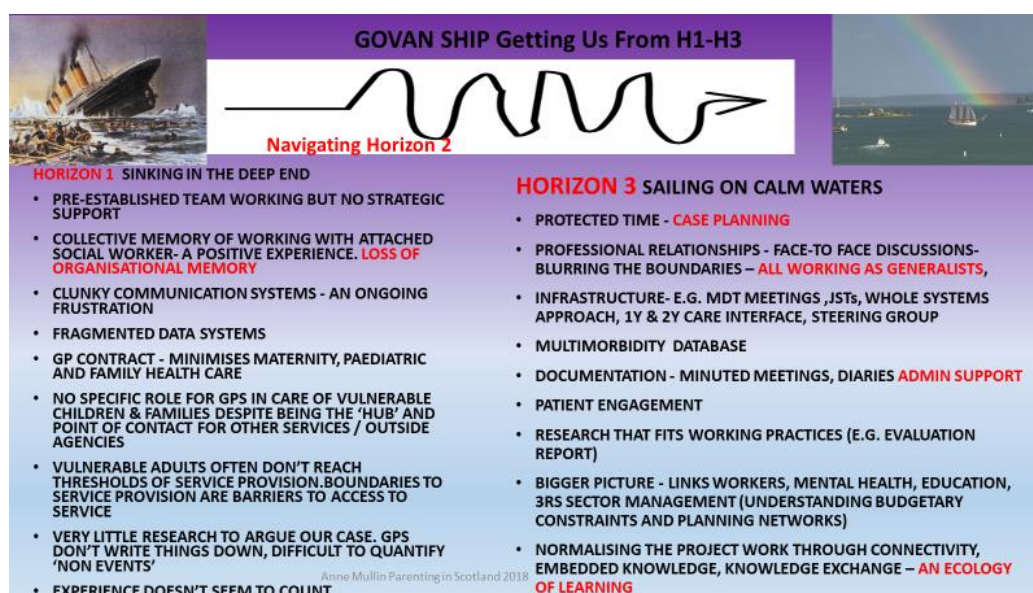 GOVAN SHIP Getting Us From H1-H3
Navigating Horizon 2
HORIZON 1 SINKING IN THE DEEP END
• PRE-ESTABLISHED TEAM WORKING BUT NO STRATEGIC
SUPPORT
• COLLECTIVE MEMORY OF WORKING WITH ATTACHED
SOCIAL WORKER- A POSITIVE EXPERIENCE. LOSS OF
ORGANISATIONAL MEMORY
• CLUNKY COMMUNICATION SYSTEMS - AN ONGOING
FRUSTRATION
• FRAGMENTED DATA SYSTEMS
• GP CONTRACT - MINIMISES MATERNITY, PAEDIATRIC
AND FAMILY HEALTH CARE
• NO SPECIFIC ROLE FOR GPS IN CARE OF VULNERABLE
CHILDREN & FAMILIES DESPITE BEING THE ‘HUB’ AND
POINT OF CONTACT FOR OTHER SERVICES / OUTSIDE
AGENCIES
• VULNERABLE ADULTS OFTEN DON’T REACH
THRESHOLDS OF SERVICE PROVISION.BOUNDARIES TO
SERVICE PROVISION ARE BARRIERS TO ACCESS TO
SERVICE
• VERY LITTLE RESEARCH TO ARGUE OUR CASE. GPS
DON’T WRITE THINGS DOWN, DIFFICULT TO QUANTIFY
‘NON EVENTS’
• EXPERIENCE DOESN’T SEEM TO COUNT
HORIZON 3 SAILING ON CALM WATERS
• PROTECTED TIME - CASE PLANNING
• PROFESSIONAL RELATIONSHIPS - FACE-TO FACE DISCUSSIONS-
BLURRING THE BOUNDARIES – ALL WORKING AS GENERALISTS,
• INFRASTRUCTURE- E.G. MDT MEETINGS ,JSTs, WHOLE SYSTEMS
APPROACH, 1Y & 2Y CARE INTERFACE, STEERING GROUP
• MULTIMORBIDITY DATABASE
• DOCUMENTATION - MINUTED MEETINGS, DIARIES ADMIN SUPPORT
• PATIENT ENGAGEMENT
• RESEARCH THAT FITS WORKING PRACTICES (E.G. EVALUATION
REPORT)
• BIGGER PICTURE - LINKS WORKERS, MENTAL HEALTH, EDUCATION,
3RS SECTOR MANAGEMENT (UNDERSTANDING BUDGETARY
CONSTRAINTS AND PLANNING NETWORKS)
• NORMALISING THE PROJECT WORK THROUGH CONNECTIVITY,
EMBEDDED KNOWLEDGE, KNOWLEDGE EXCHANGE – AN ECOLOGY
OF LEARNING
Anne Mullin Parenting in Scotland 2018